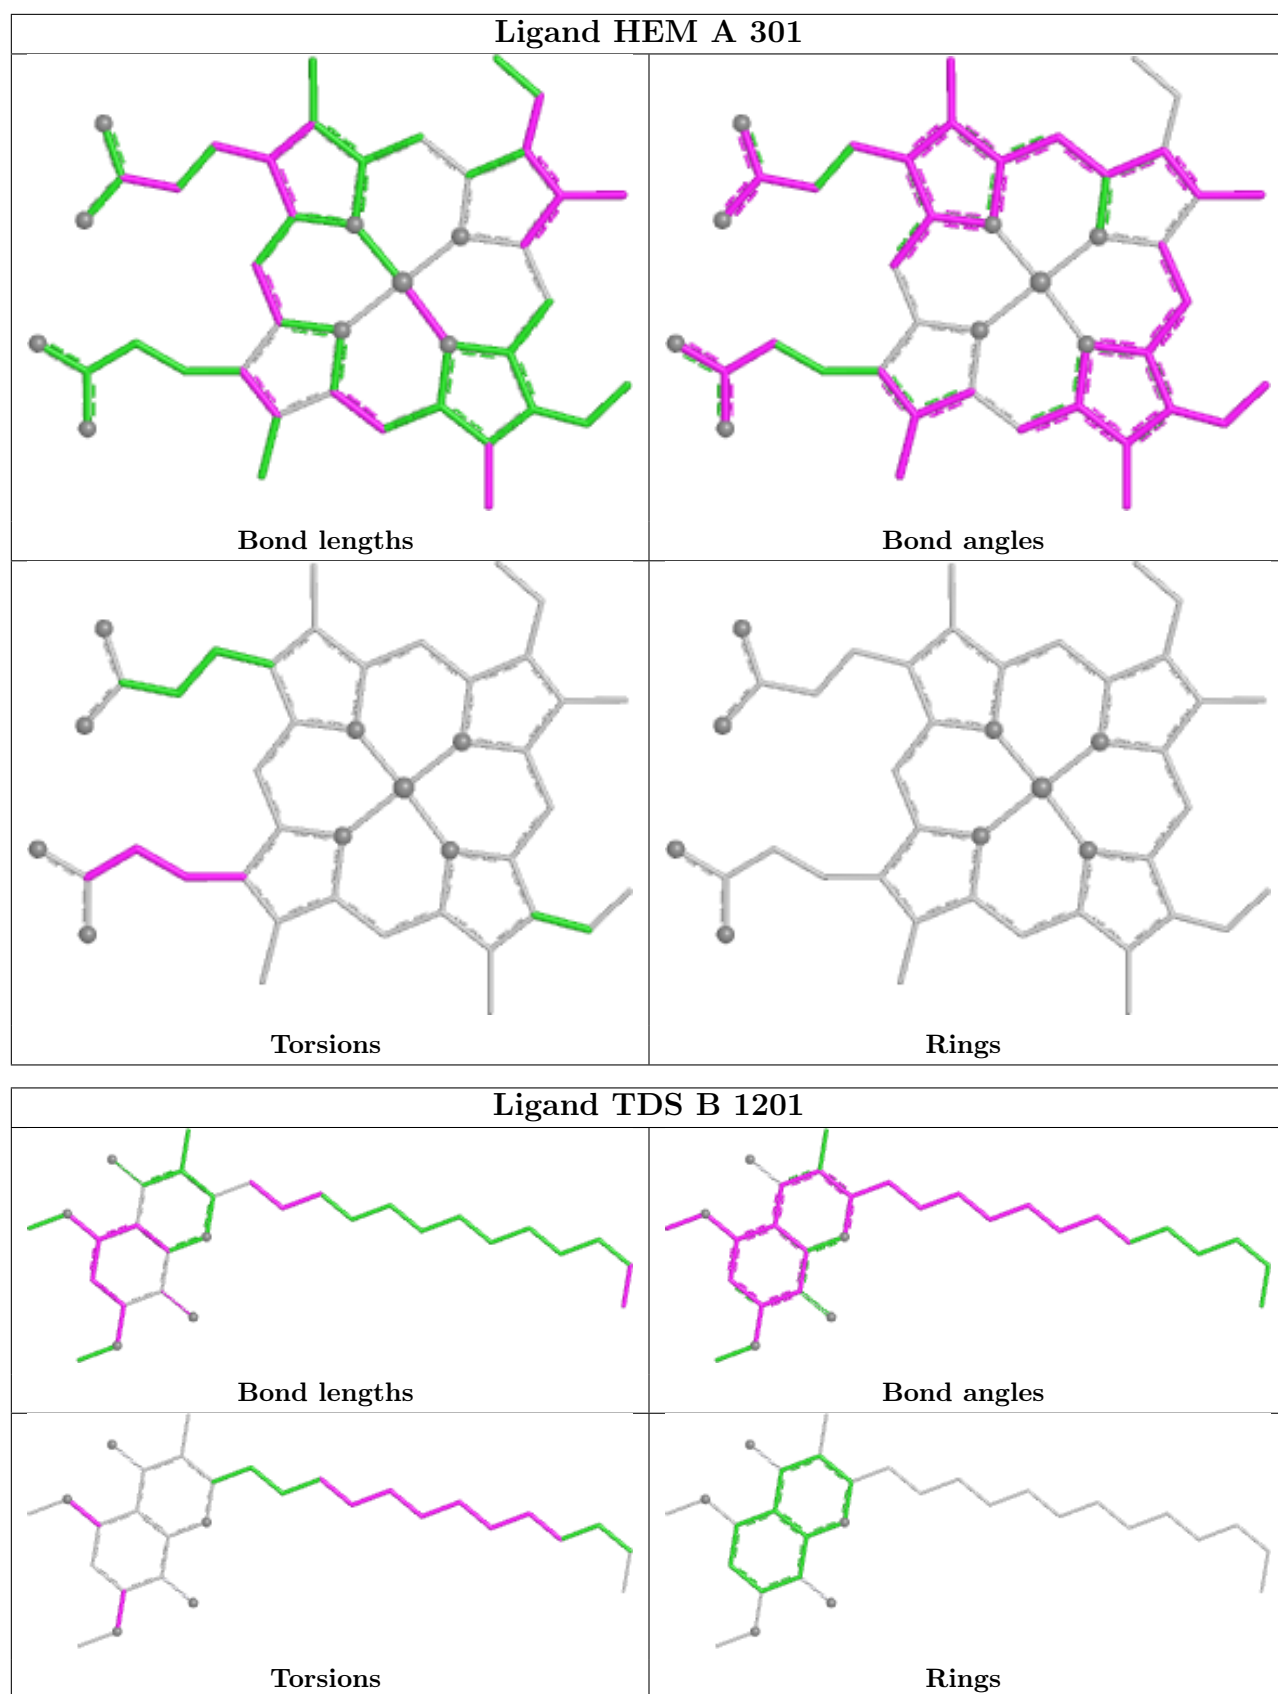 Ligand HEM A 301
Bond lengths
Bond angles
Torsions
Rings
Ligand TDS B 1201
Bond lengths
Bond angles
Torsions
Rings